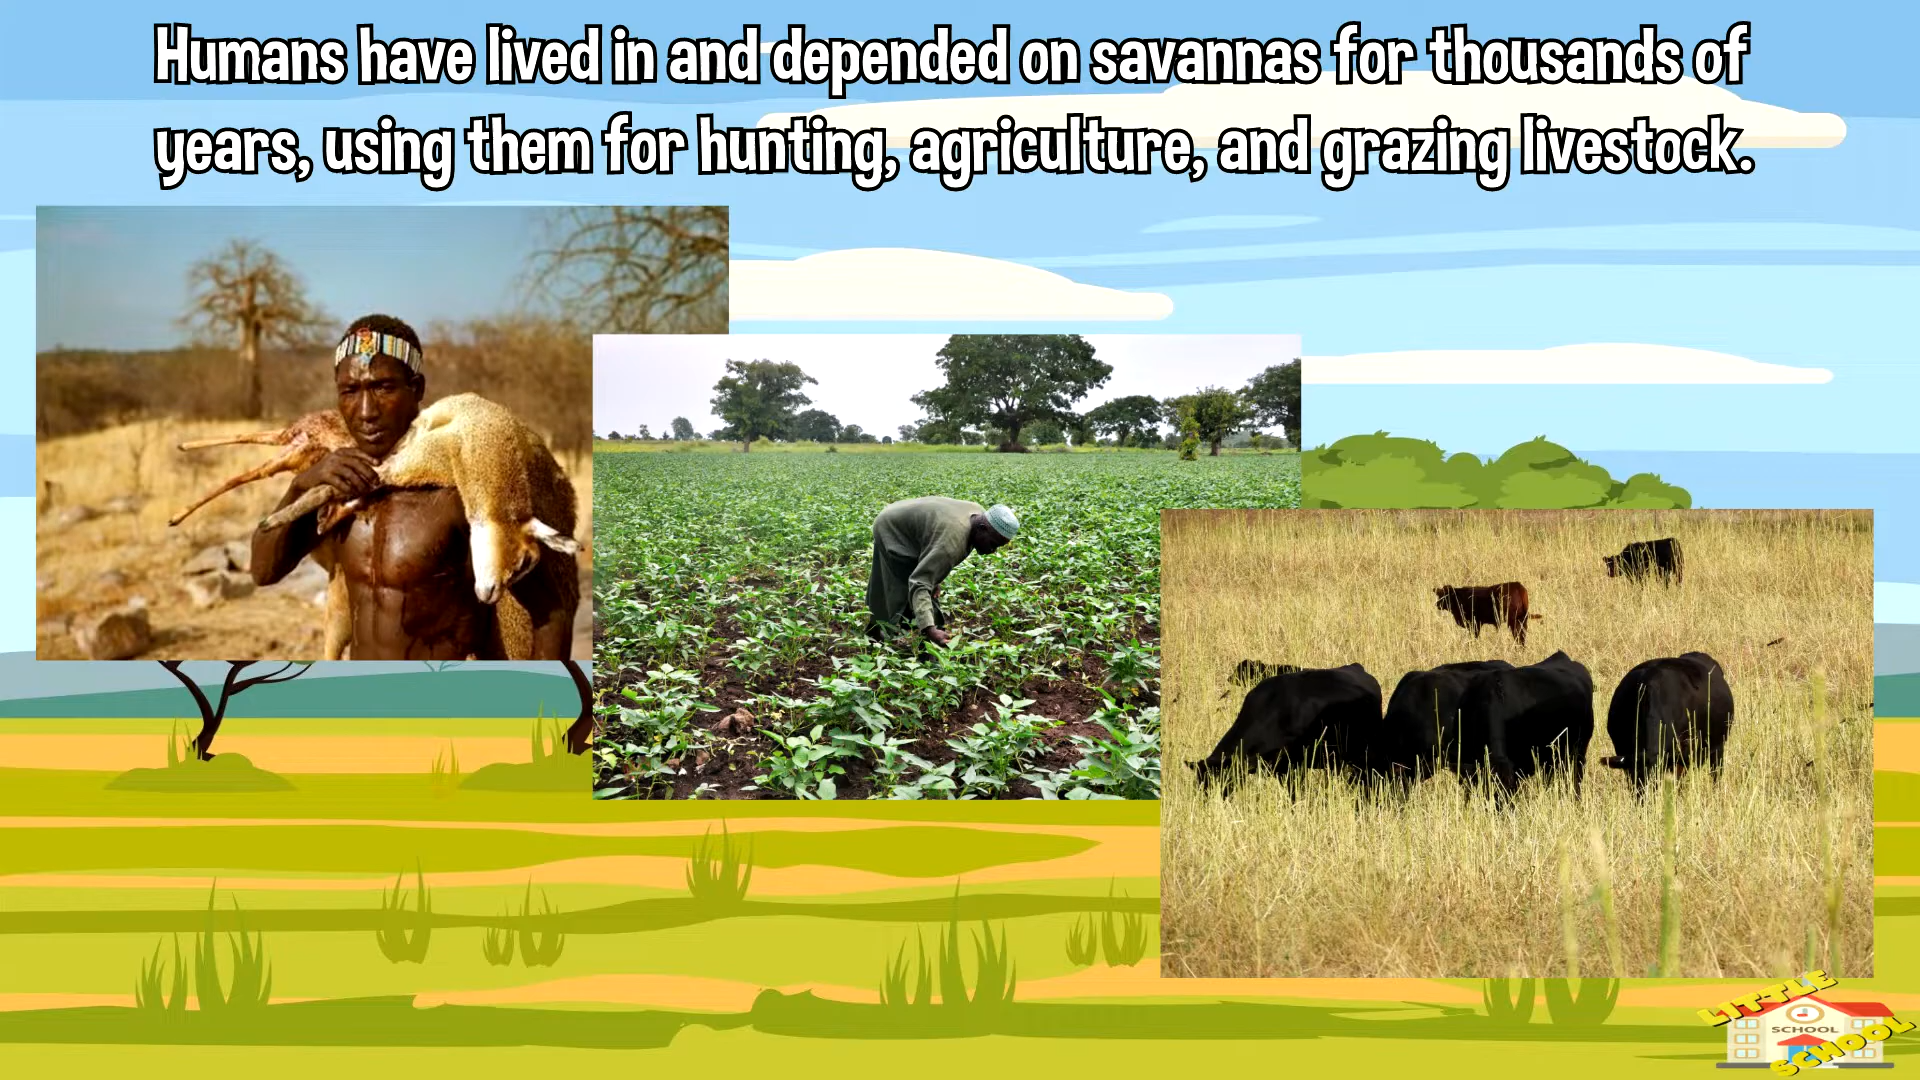 Humans have lived in and depended on savannas for thousands of
years, using them for hunting, agriculture, and grazing livestock.
LITTLE
SCHOOL
SCHOOL